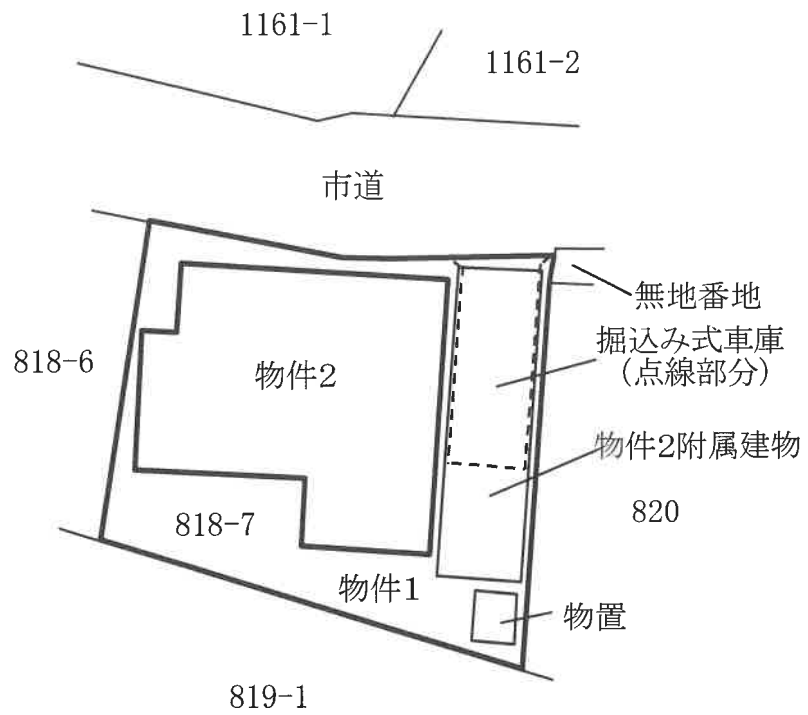 1161-1
1161-2
市道
無地番地
掘込み式車庫
(点線部分)
818-6
物件2
物件2附属建物
818-7
820
物件1
物置
819-1